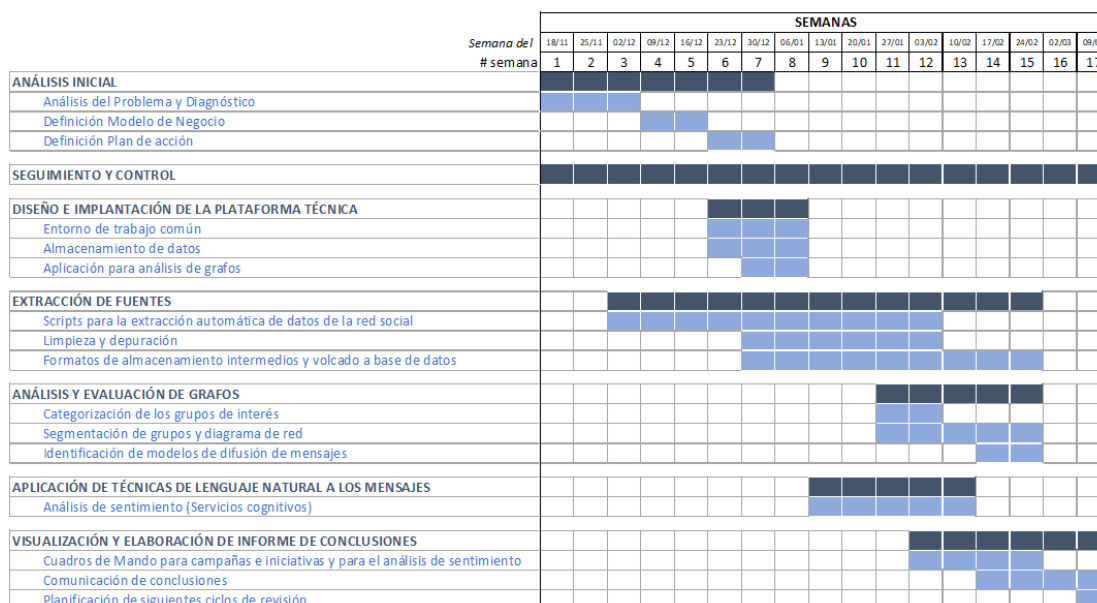 SEMANAS
Semana del 18/11 25/11 02/12 09/12 16/12 23/12 30/12 06/01 13/01 20/01 27/01 03/02 10/02 17/02 24/02 02/03
# semana 1 2 3 4 5 6 7 8 9 10 11 12 13 14 15 16 17
ANÁLISIS INICIAL
Análisis del Problema y Diagnóstico
Definición Modelo de Negocio
Definición Plan de acción
SEGUIMIENTO Y CONTROL
DISEÑO E IMPLANTACIÓN DE LA PLATAFORMA TÉCNICA
Entorno de trabajo común
Almacenamiento de datos
Aplicación para análisis de grafos
EXTRACCIÓN DE FUENTES
Scripts para la extracción automática de datos de la red social
Limpieza y depuración
Formatos de almacenamiento intermedios y volcado a base de datos
ANÁLISIS Y EVALUACIÓN DE GRAFOS
Categorización de los grupos de interés
Segmentación de grupos y diagrama de red
Identificación de modelos de difusión de mensajes
APLICACIÓN DE TÉCNICAS DE LENGUAJE NATURAL A LOS MENSAJES
Análisis de sentimiento (Servicios cognitivos)
VISUALIZACIÓN Y ELABORACIÓN DE INFORME DE CONCLUSIONES
Cuadros de Mando para campañas e iniciativas y para el análisis de sentimiento
Comunicación de conclusiones
Planificación de siguientes ciclos de revisión